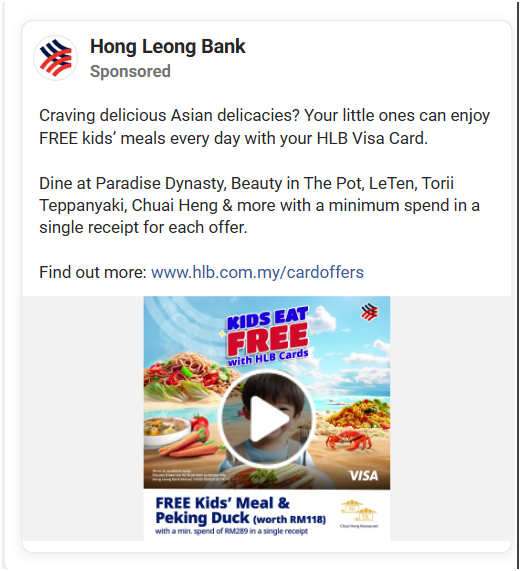 Hong Leong Bank
Sponsored
Craving delicious Asian delicacies? Your little ones can enjoy
FREE kids' meals every day with your HLB Visa Card.
Dine at Paradise Dynasty, Beauty in The Pot, LeTen, Torii
Teppanyaki, Chuai Heng & more with a minimum spend in a
single receipt for each offer.
Find out more: www.hlb.com.my/cardoffers
KIDS EAT
FREE
with HLB Cards
VISA
FREE Kids' Meal &
Peking Duck (worth RM118)
with a min. spend of RM289 in a single receipt
Chuai Heng Restaurant